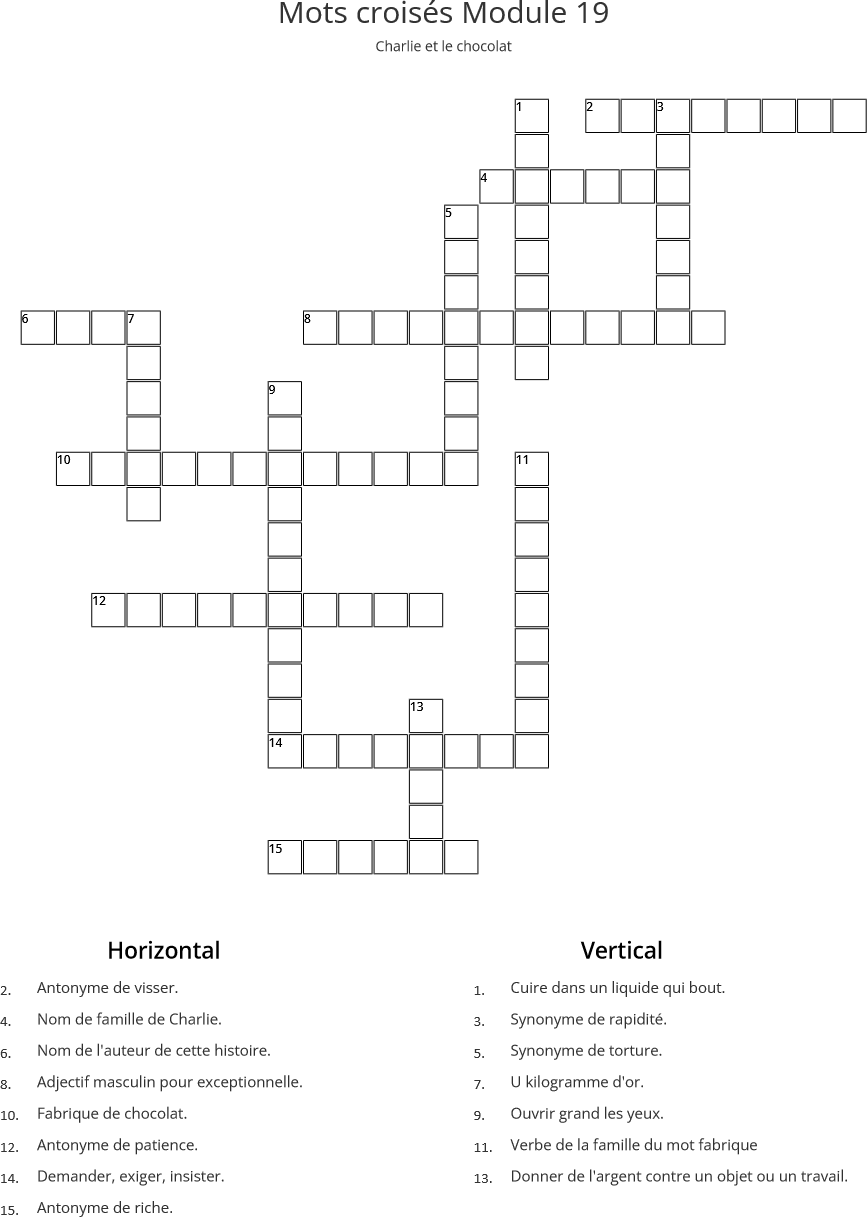 Mots croisés Module 19
Charlie et le chocolat
1
2
3
4
5
6
7
8
9
10
11
12
13
14
15
Horizontal
2. Antonyme de visser.
4. Nom de famille de Charlie.
6. Nom de l'auteur de cette histoire.
8. Adjectif masculin pour exceptionnelle.
10. Fabrique de chocolat.
12. Antonyme de patience.
14. Demander, exiger, insister.
15. Antonyme de riche.
Vertical
1. Cuire dans un liquide qui bout.
3. Synonyme de rapidité.
5. Synonyme de torture.
7. U kilogramme d'or.
9. Ouvrir grand les yeux.
11. Verbe de la famille du mot fabrique
13. Donner de l'argent contre un objet ou un travail.